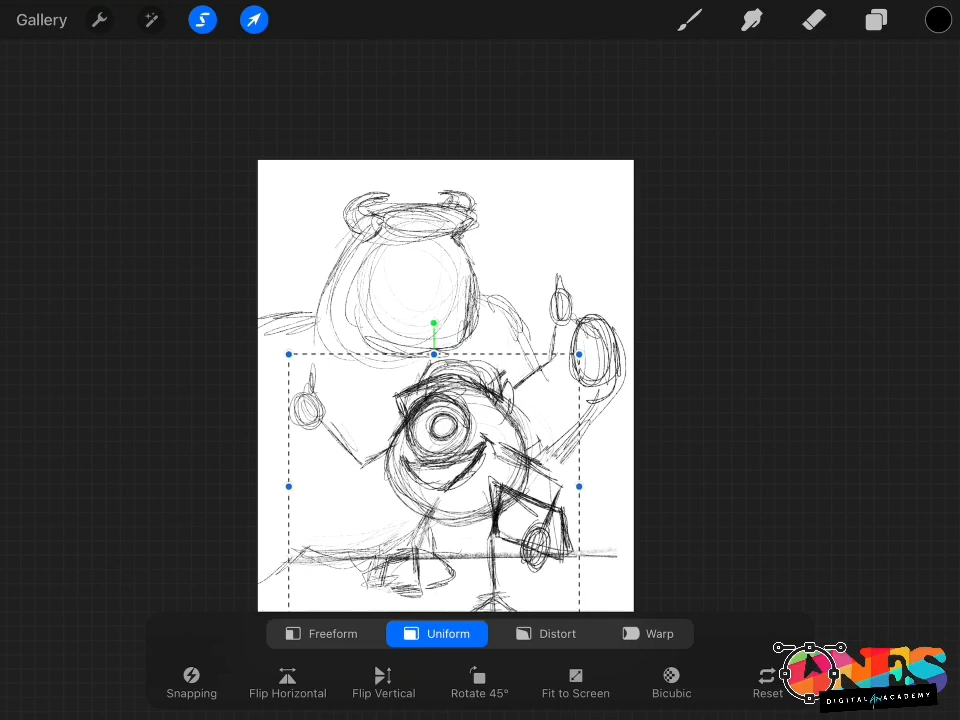 Gallery
Freeform
Uniform
Distort
Warp
Snapping
Flip Horizontal
Flip Vertical
Rotate 45°
Fit to Screen
Bicubic
Reset
DIGITAL AN ACADEMY